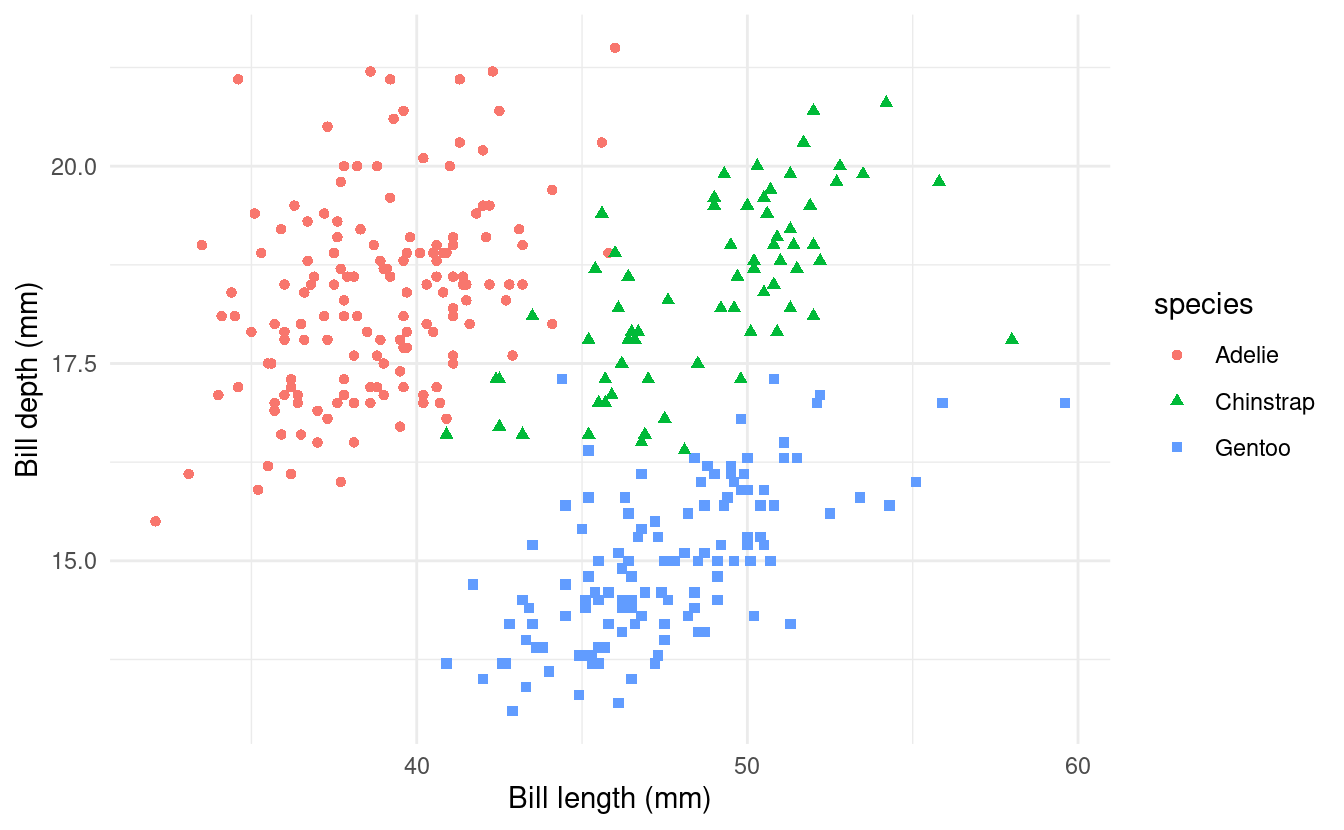 20.0
17.5
15.0
Bill depth (mm)
40 50 60
Bill length (mm)
species
Adelie
Chinstrap
Gentoo